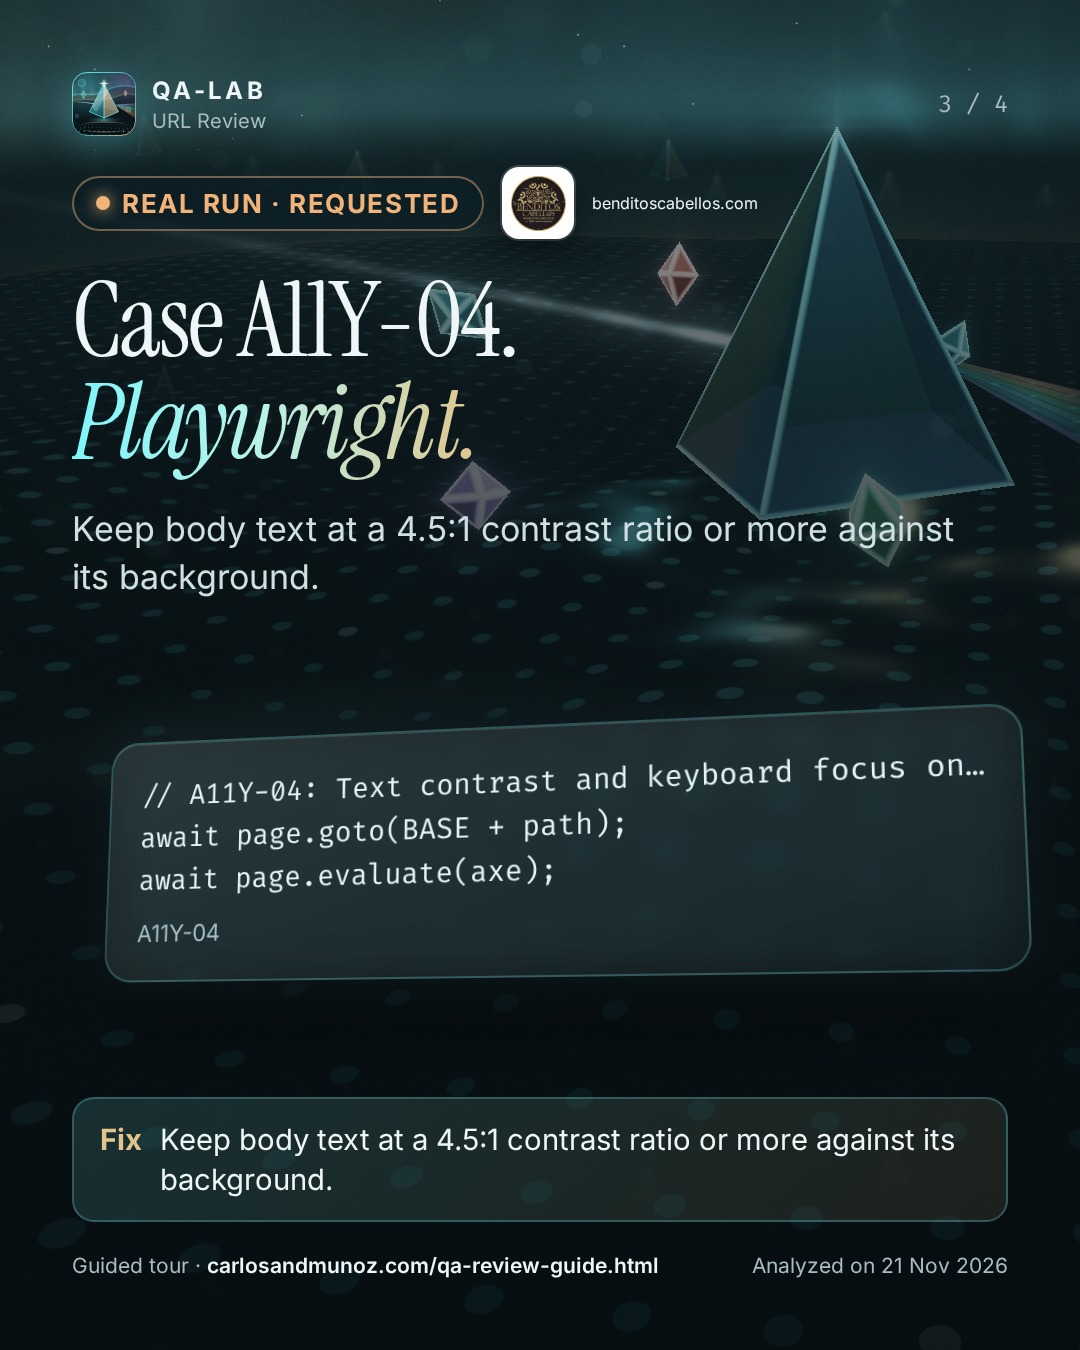 QA-LAB
URL Review
3 / 4
REAL RUN · REQUESTED
BENDITOS
CABELLOS
benditoscabellos.com
Case A11Y-04.
Playwright.
Keep body text at a 4.5:1 contrast ratio or more against
its background.
// A11Y-04: Text contrast and keyboard focus on…
await page.goto(BASE + path);
await page.evaluate(axe);
A11Y-04
Fix Keep body text at a 4.5:1 contrast ratio or more against its
background.
Guided tour · carlosandmunoz.com/qa-review-guide.html
Analyzed on 21 Nov 2026